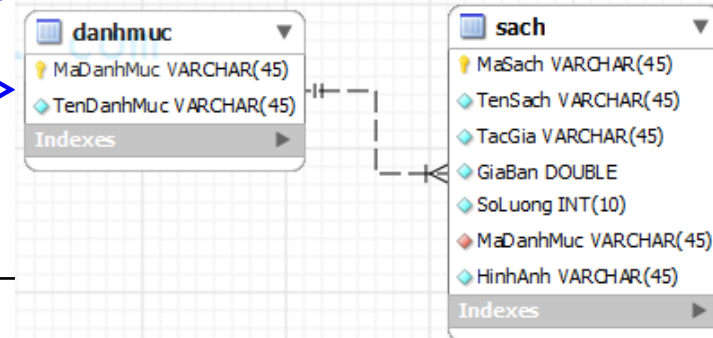 danhmuc
MaDanhMuc VARCHAR(45)
TenDanhMuc VARCHAR(45)
Indexes
sach
MaSach VARCHAR(45)
TenSach VARCHAR(45)
TacGia VARCHAR(45)
GiaBan DOUBLE
SoLuong INT(10)
MaDanhMuc VARCHAR(45)
HinhAnh VARCHAR(45)
Indexes